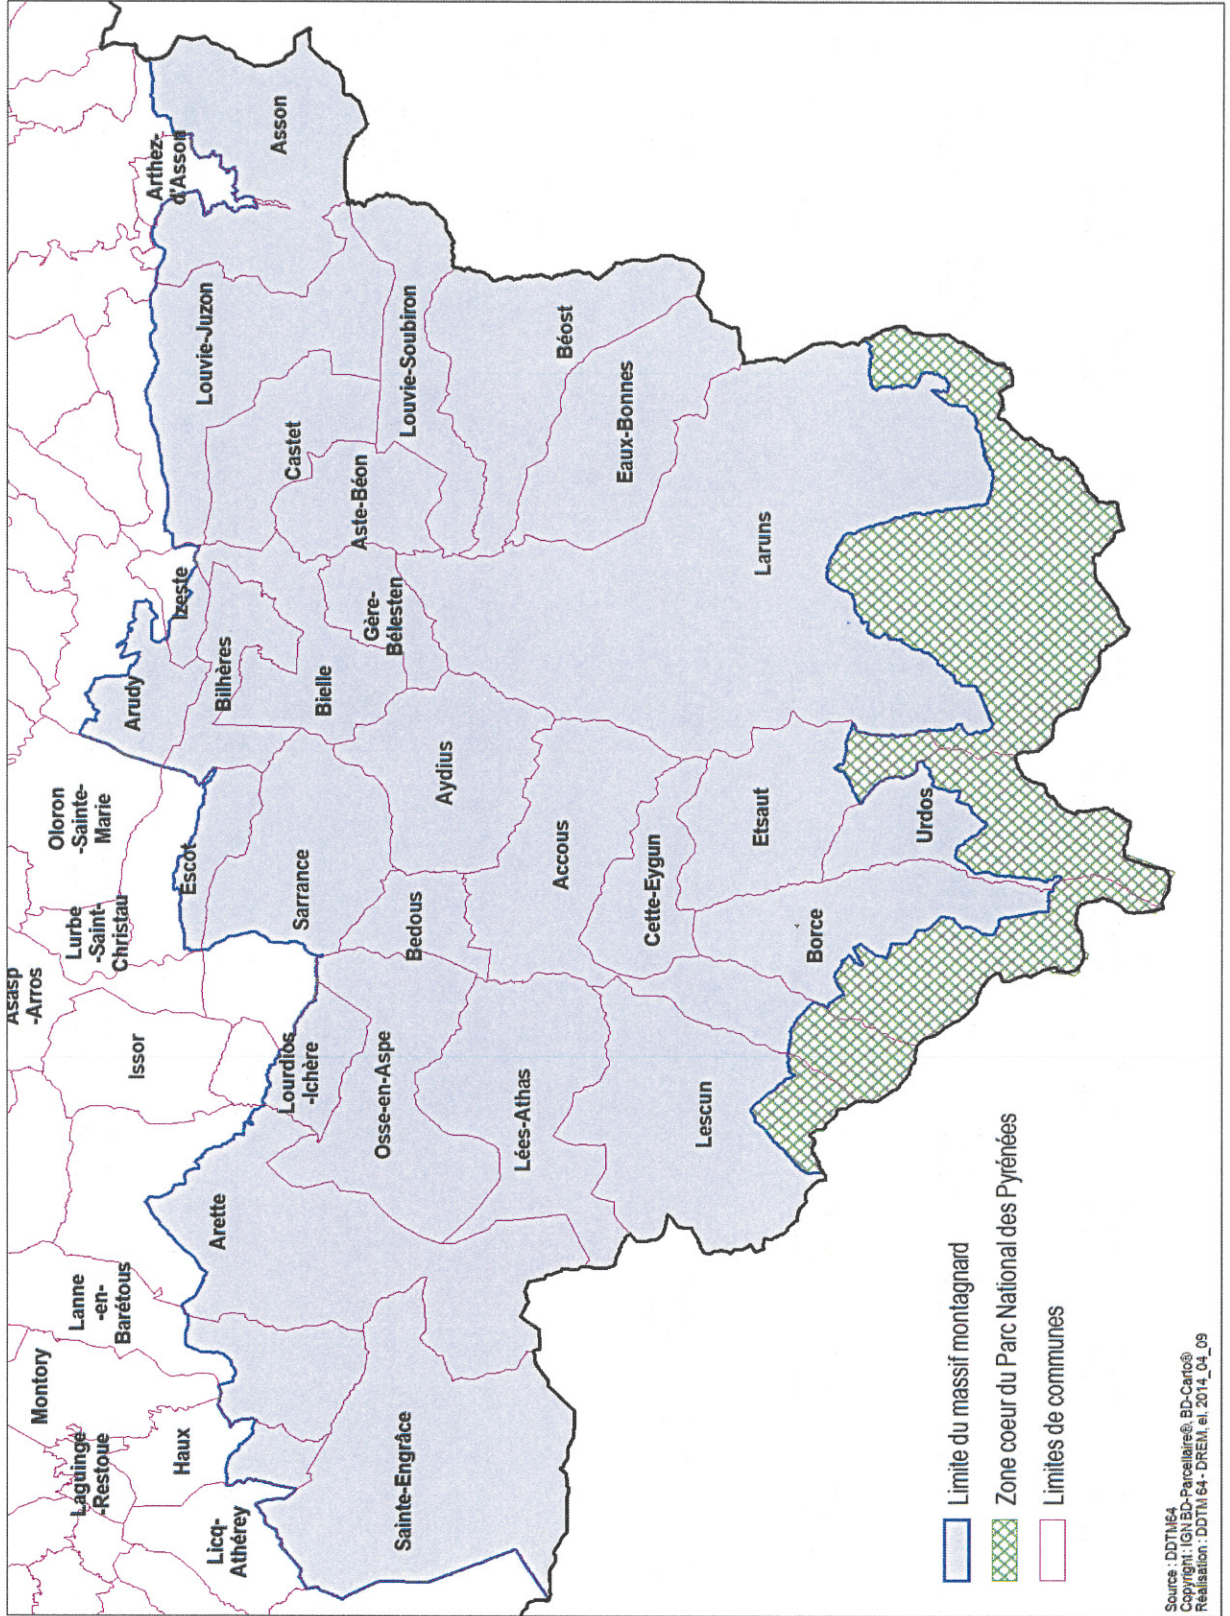 Montory
Laguinge
-Restoue
Haux
Licq-
Athérey
Lanne
-en-
Barétous
Asasp
-Arros
Issor
Lurbe
-Saint-
Christau
Oloron
-Sainte-
Marie
Arthez-
d'Asson
Asson
Arudy
Izeste
Louvie-Juzon
Escot
Bilhères
Castet
Arette
Lourdios
-Ichère
Sarrance
Bielle
Gère-
Bélesten
Aste-Béon
Louvie-Soubiron
Sainte-Engrâce
Osse-en-Aspe
Bedous
Aydius
Béost
Lées-Athas
Accous
Eaux-Bonnes
Cette-Eygun
Lescun
Etsaut
Laruns
Borce
Urdos
Limite du massif montagnard
Zone coeur du Parc National des Pyrénées
Limites de communes
Source : DDTM64
Copyright: IGN BD-Parcellaire®, BD-Carto®
Réalisation : DDTM 64 - DREM, el, 2014_04_09